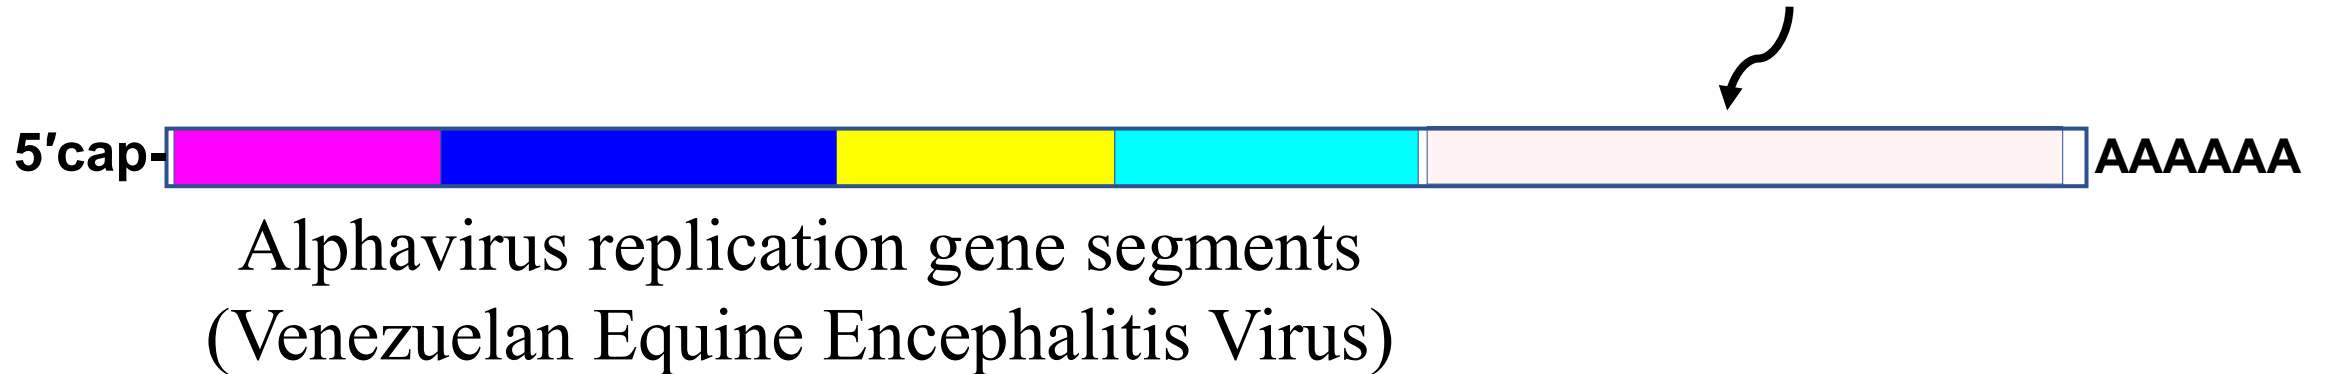 5′cap- AAAAAA
Alphavirus replication gene segments
(Venezuelan Equine Encephalitis Virus)